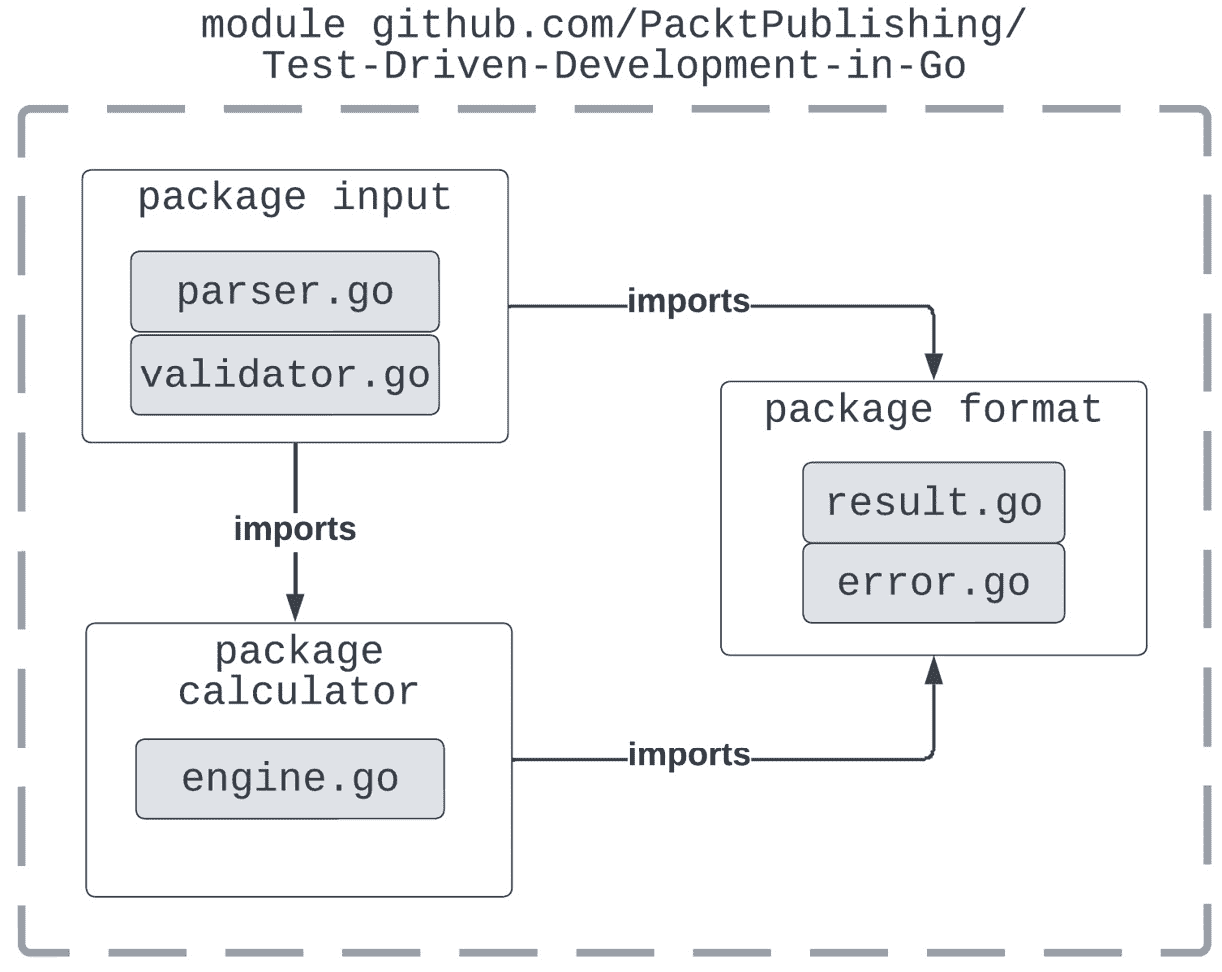 module github.com/PacktPublishing/
Test-Driven-Development-in-Go
package input
parser.go
validator.go
imports
imports
package format
result.go
error.go
package
calculator
engine.go
imports